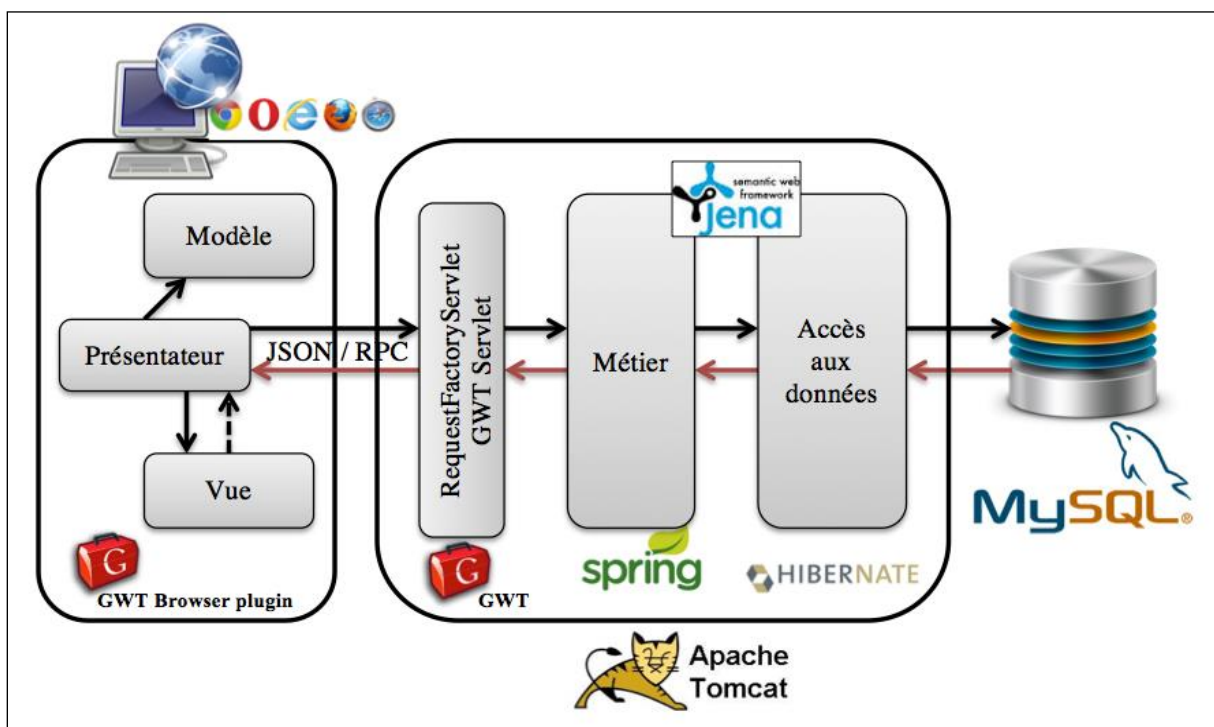 Modèle
Présentateur
Vue
G
GWT Browser plugin
JSON / RPC
RequestFactoryServlet
GWT Servlet
G
GWT
Métier
spring
semantic web
framework
Jena
Accès
aux
données
HIBERNATE
MySQL®
Apache
Tomcat